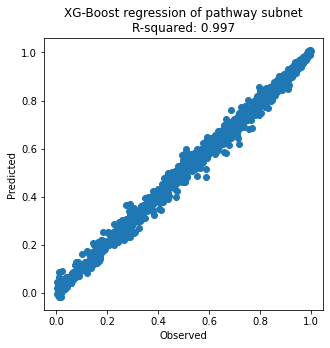 XG-Boost regression of pathway subnet
R-squared: 0.997
1.0
0.8
0.6
0.4
0.2
0.0
Predicted
0.0 0.2 0.4 0.6 0.8 1.0
Observed